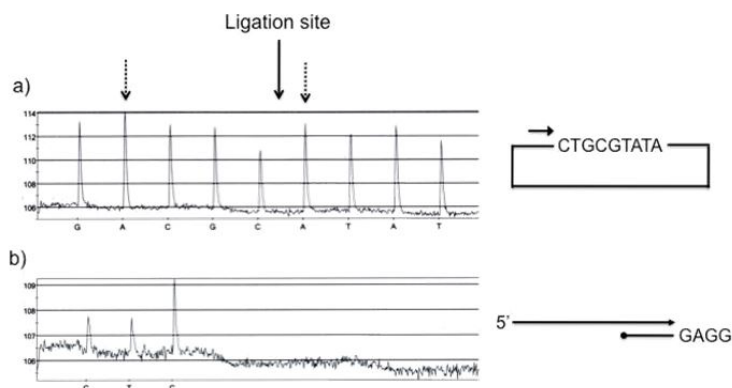 Ligation site
a)
114
112
110
108
106
G A C G C A T A T
CTGCGTATA
b)
109
108
107
106
5'
GAGG